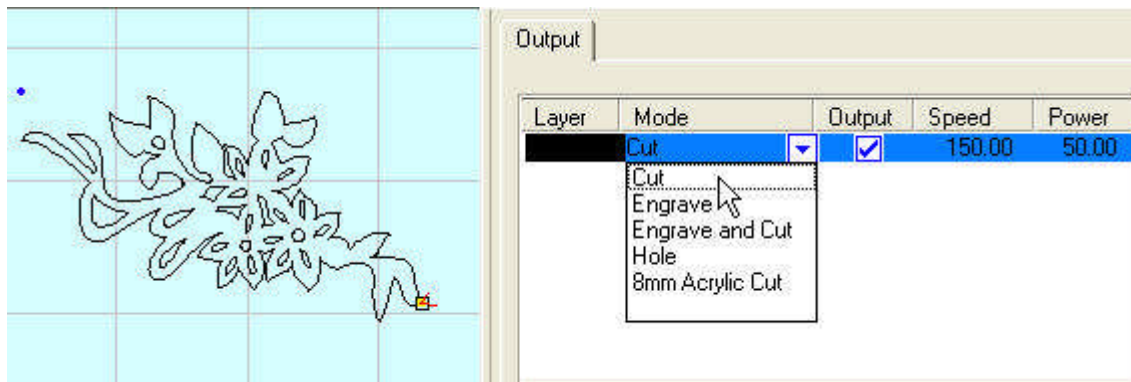 Output
Layer Mode Output Speed Power
Cut 150.00 50.00
Cut
Engrave
Engrave and Cut
Hole
8mm Acrylic Cut